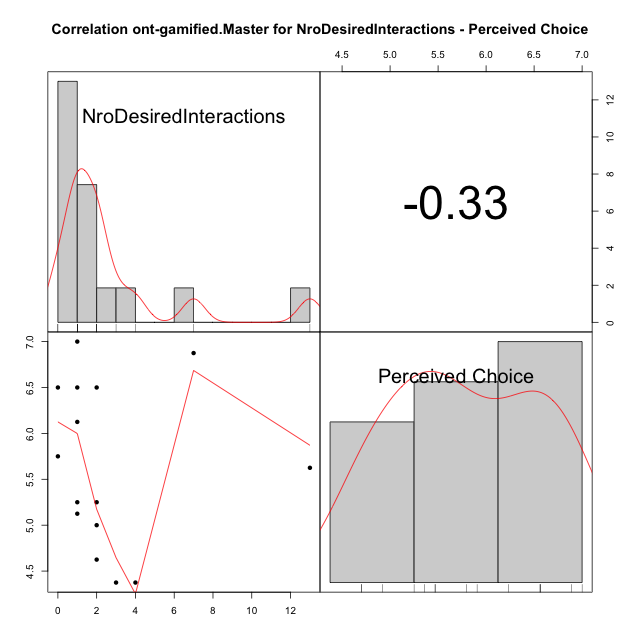 Correlation ont-gamified.Master for NroDesiredInteractions - Perceived Choice
4.5 5.0 5.5 6.0 6.5 7.0
NroDesiredInteractions
-0.33
0 2 4 6 8 10 12
4.5 5.0 5.5 6.0 6.5 7.0
Perceived Choice
0 2 4 6 8 10 12